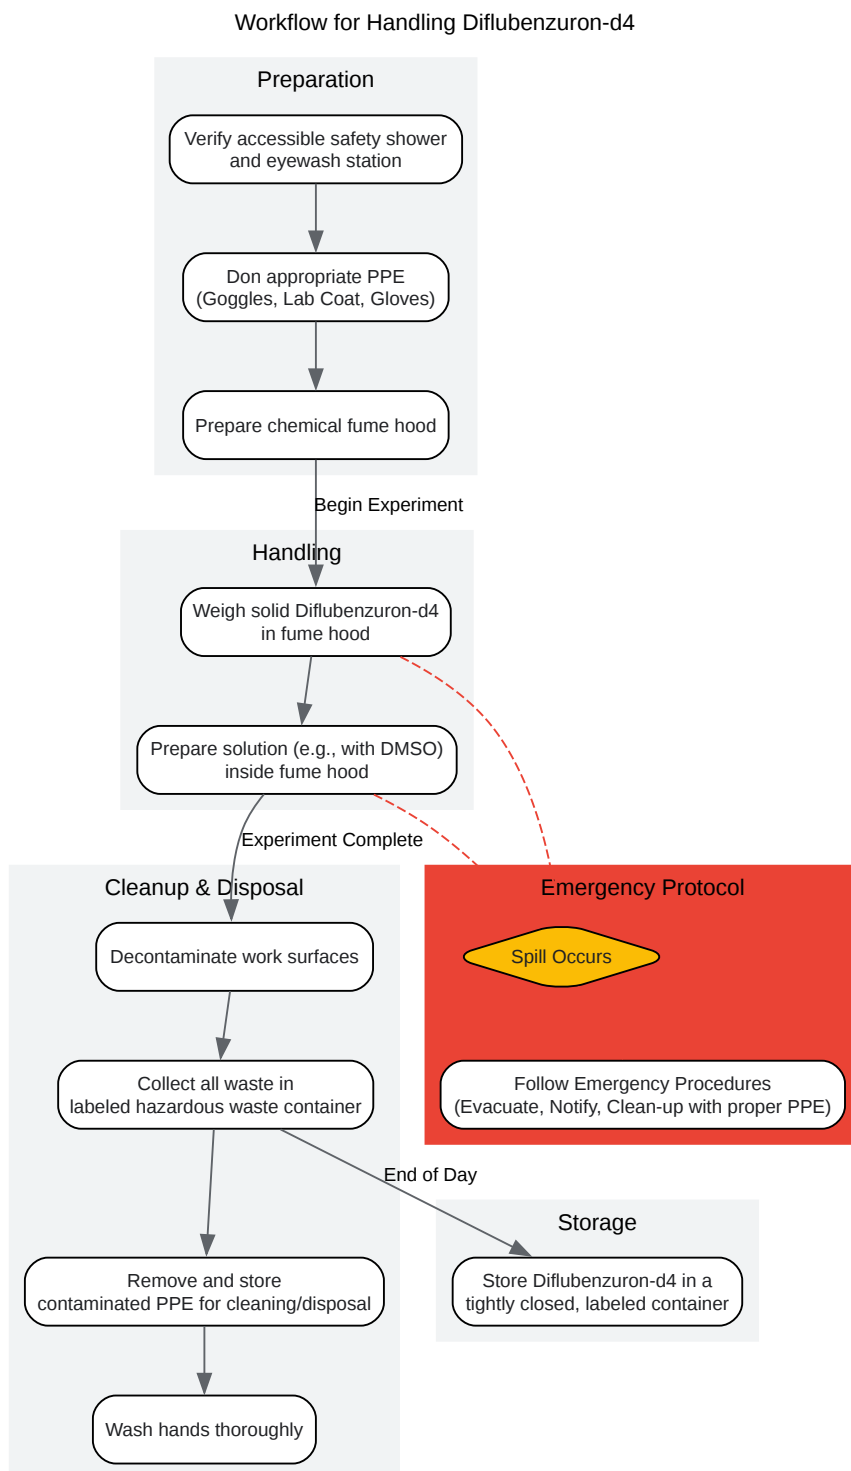 Workflow for Handling Diflubenzuron-d4
Preparation
Verify accessible safety shower
and eyewash station
Don appropriate PPE
(Goggles, Lab Coat, Gloves)
Prepare chemical fume hood
Begin Experiment
Handling
Weigh solid Diflubenzuron-d4
in fume hood
Prepare solution (e.g., with DMSO)
inside fume hood
Experiment Complete
Cleanup & Disposal
Decontaminate work surfaces
Collect all waste in
labeled hazardous waste container
Remove and store
contaminated PPE for cleaning/disposal
Wash hands thoroughly
Emergency Protocol
Spill Occurs
Follow Emergency Procedures
(Evacuate, Notify, Clean-up with proper PPE)
End of Day
Storage
Store Diflubenzuron-d4 in a
tightly closed, labeled container